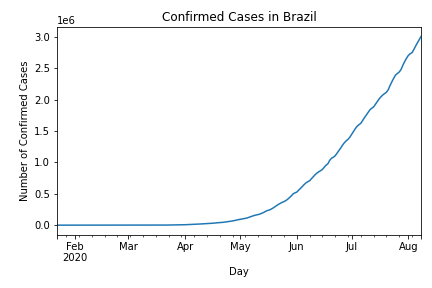 Confirmed Cases in Brazil
1e6
3.0
2.5
2.0
1.5
1.0
0.5
0.0
Number of Confirmed Cases
Feb Mar Apr May Jun Jul Aug
2020
Day